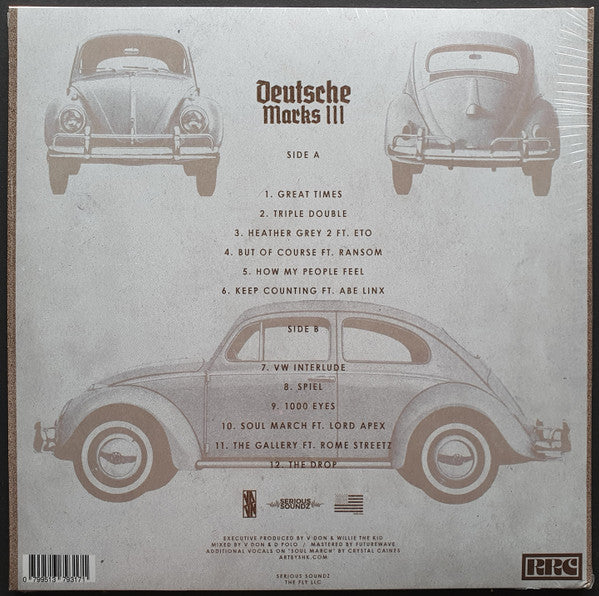 Deutsche
Marks III
SIDE A
1. GREAT TIMES
2. TRIPLE DOUBLE
3. HEATHER GREY 2 FT. ETO
4. BUT OF COURSE FT. RANSOM
5. HOW MY PEOPLE FEEL
6. KEEP COUNTING FT. ABE LINX
SIDE B
7. VW INTERLUDE
8. SPIEL
9. 1000 EYES
10. SOUL MARCH FT. LORD APEX
11. THE GALLERY FT. ROME STREETZ
12. THE DROP
SERIOUS
SOUNDZ
EXECUTIVE PRODUCED BY V DON & WILLIE THE KID
MIXED BY V DON & D POLO / MASTERED BY FUTUREWAVE
ADDITIONAL VOCALS ON "SOUL MARCH" BY CRYSTAL CAINES
ARTBYSHK.COM
SERIOUS SOUNDZ
THE FLY LLC
0 799513 793171
RRC